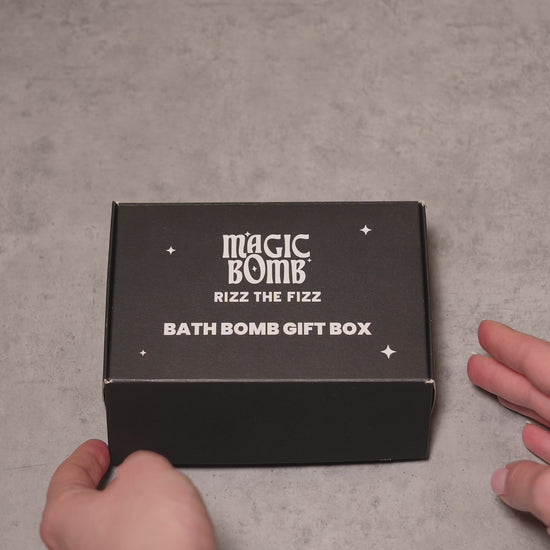 MAGIC
BOMB
RIZZ THE FIZZ
BATH BOMB GIFT BOX